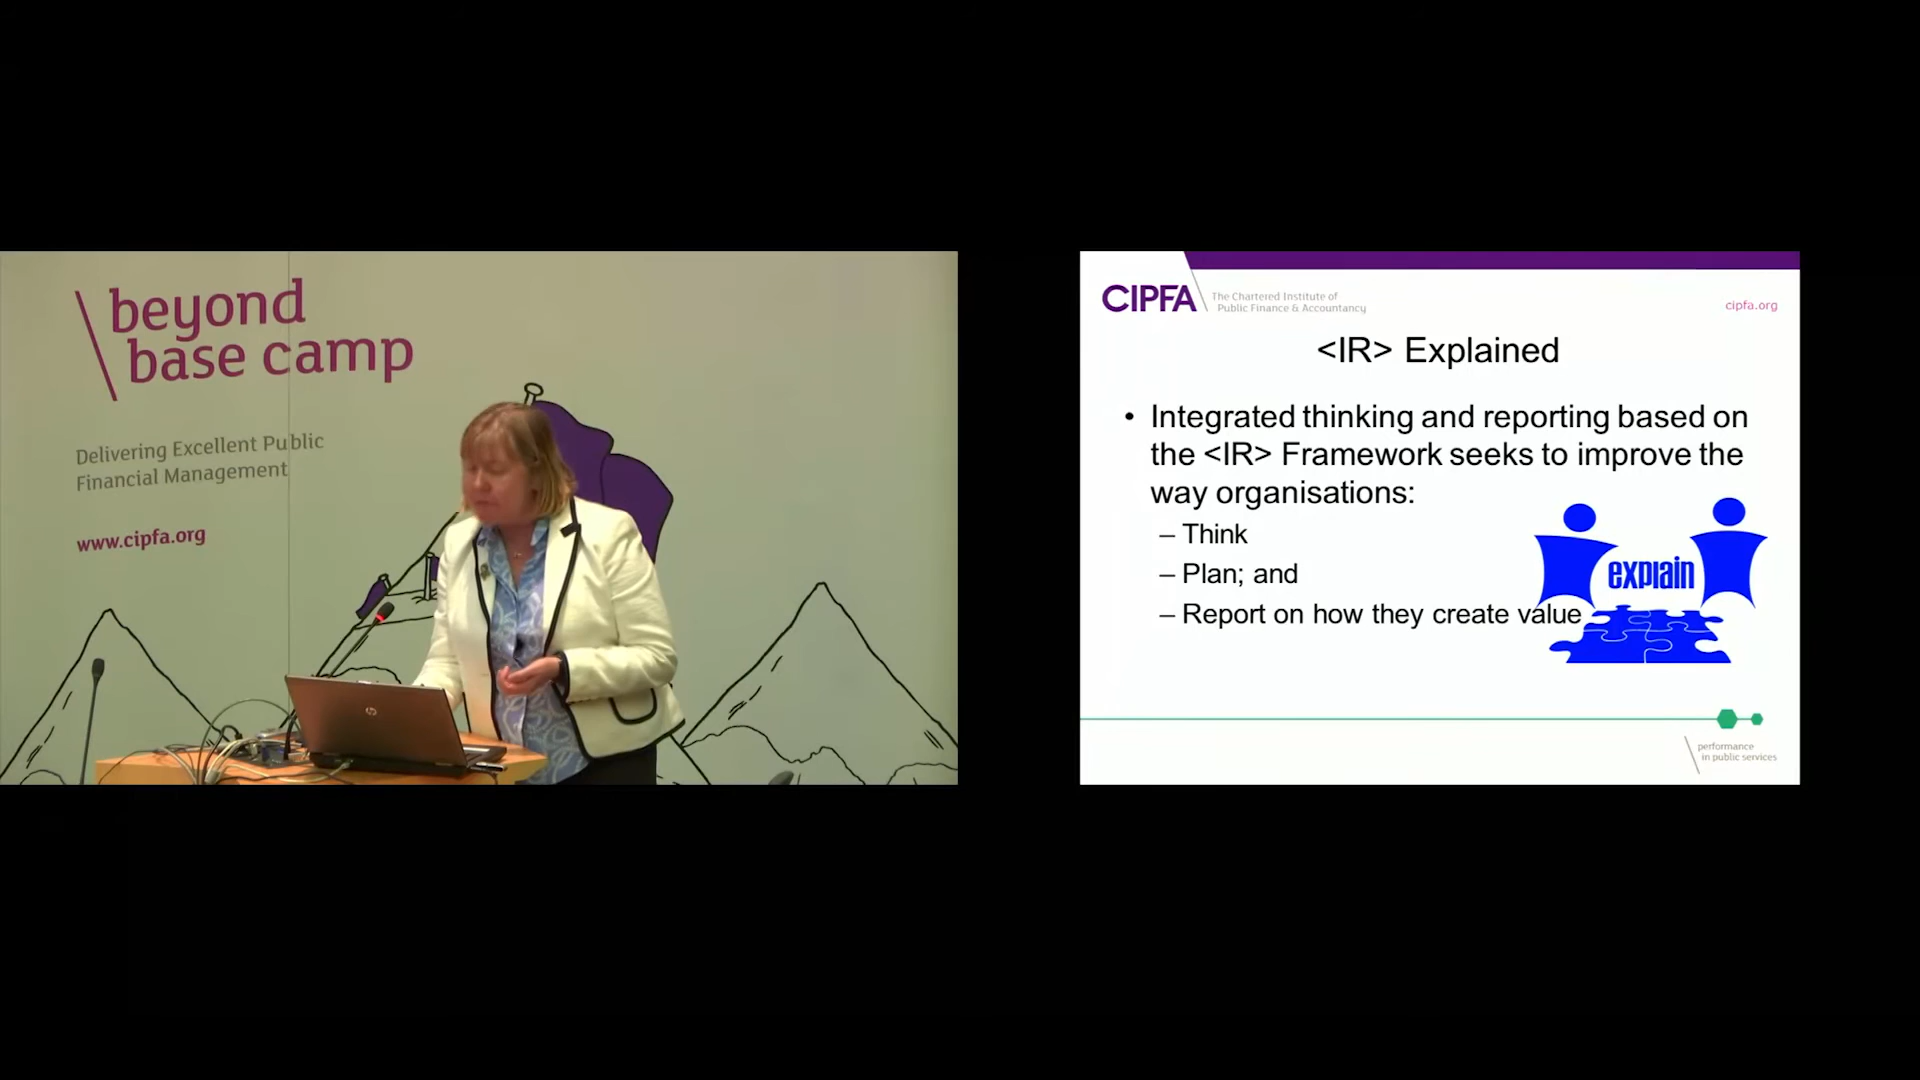 \ beyond
base camp
Delivering Excellent Public
Financial Management
www.cipfa.org
hp
CIPFA
The Chartered Institute of
Public Finance & Accountancy
cipfa.org
<IR> Explained
• Integrated thinking and reporting based on
the <IR> Framework seeks to improve the
way organisations:
– Think
– Plan; and
– Report on how they create value
explain
performance
in public services